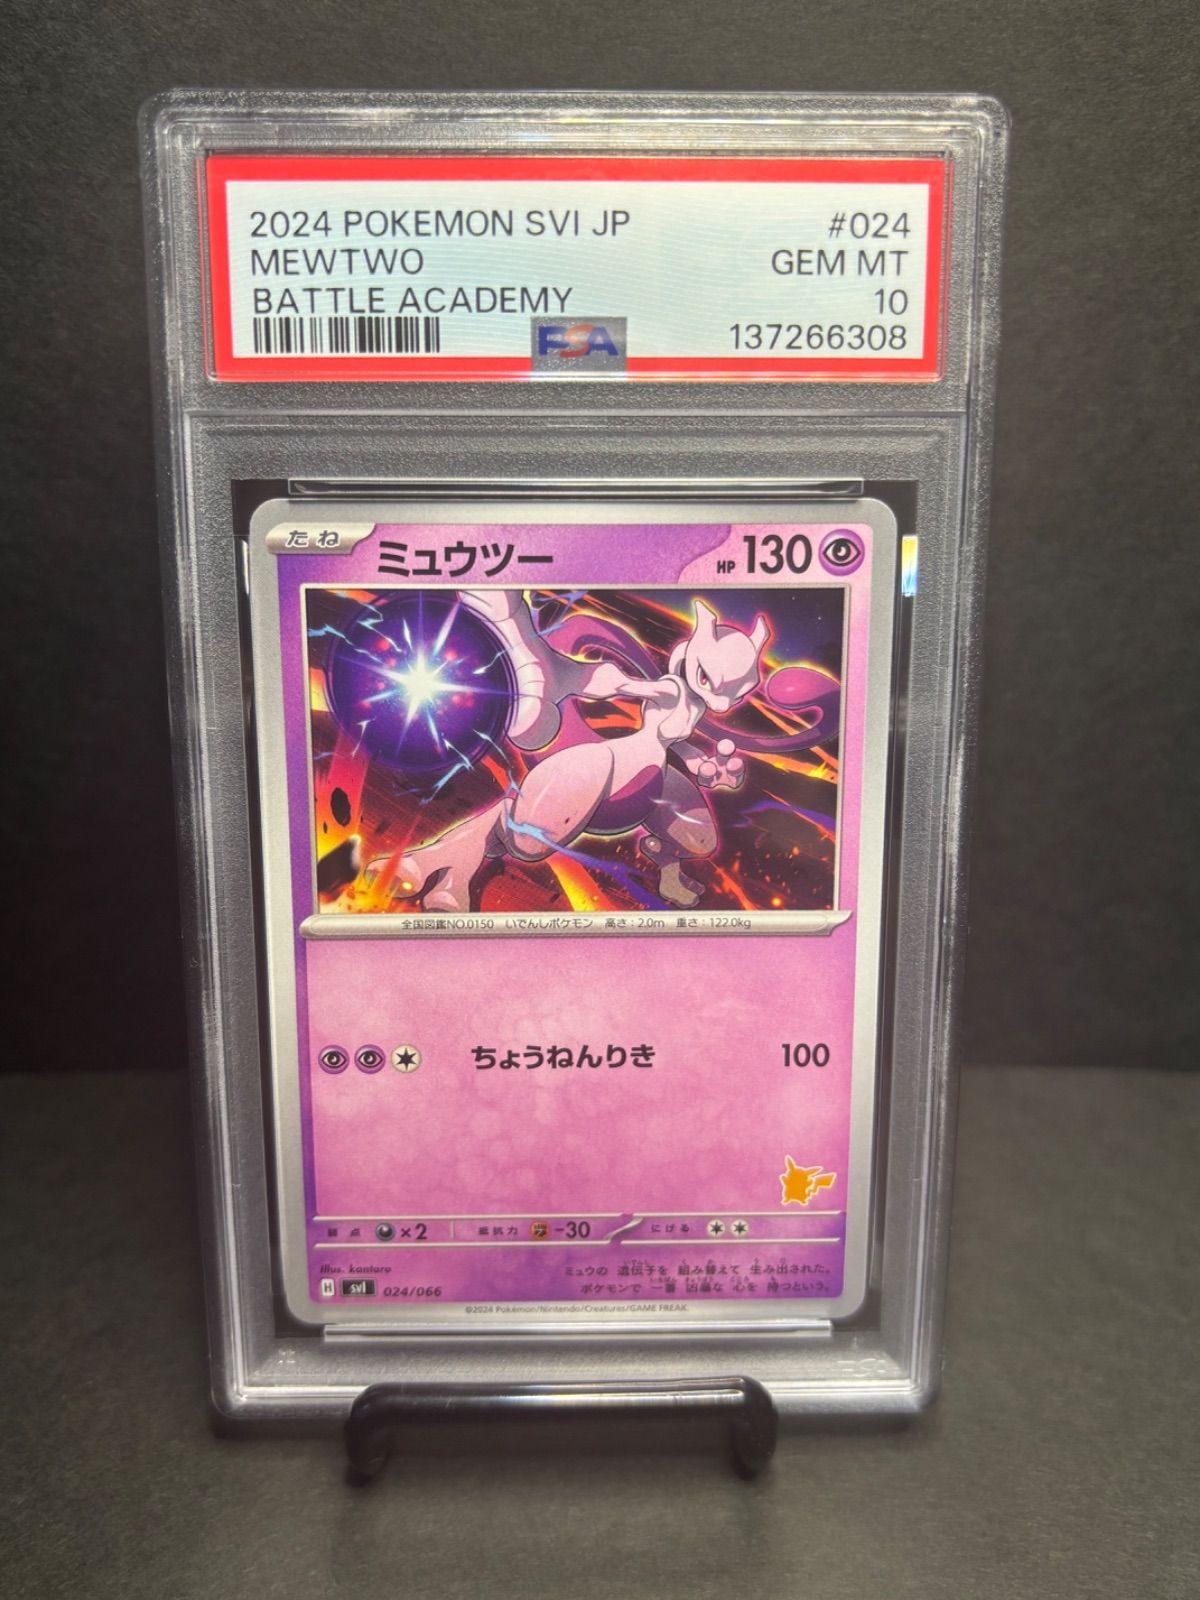 2024 POKEMON SVI JP #024
MEWTWO GEM MT
BATTLE ACADEMY 10
PSA 137266308
たね ミュウツー HP 130
全国図鑑NO.0150 いでんしポケモン 高さ：2.0m 重さ：122.0kg
ちょうねんりき 100
弱点 ×2 抵抗力 -30 にげる
illus. kantaro
ミュウの 遺伝子を 組み替えて 生み出された。
H svI 024/066 ポケモンで 一番 凶暴な 心を 持つという。
©2024 Pokémon/Nintendo/Creatures/GAME FREAK.